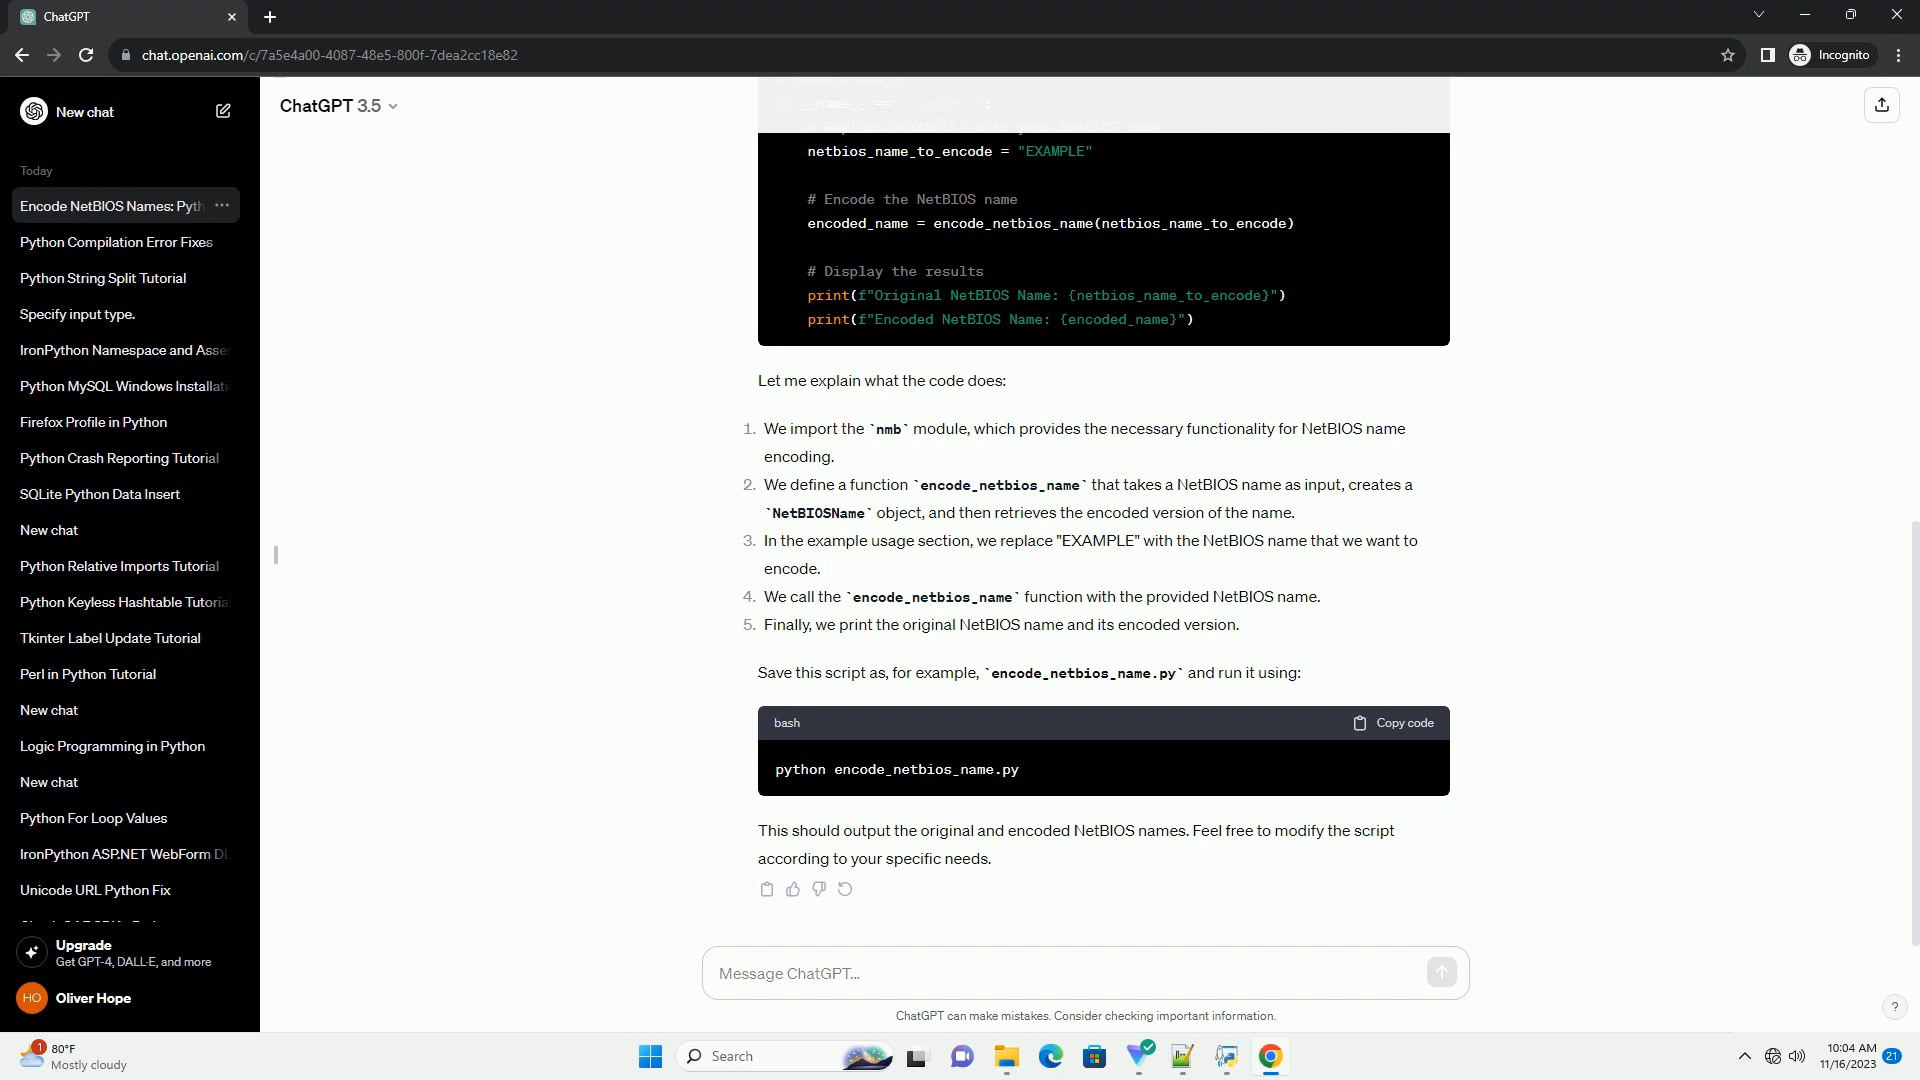 ChatGPT
chat.openai.com/c/7a5e4a00-4087-48e5-800f-7dea2cc18e82
Incognito
New chat
Today
Encode NetBIOS Names: Pyth
Python Compilation Error Fixes
Python String Split Tutorial
Specify input type.
IronPython Namespace and Asse
Python MySQL Windows Installati
Firefox Profile in Python
Python Crash Reporting Tutorial
SQLite Python Data Insert
New chat
Python Relative Imports Tutorial
Python Keyless Hashtable Tutoria
Tkinter Label Update Tutorial
Perl in Python Tutorial
New chat
Logic Programming in Python
New chat
Python For Loop Values
IronPython ASP.NET WebForm DL
Unicode URL Python Fix
Upgrade
Get GPT-4, DALL·E, and more
HO
Oliver Hope
ChatGPT 3.5
netbios_name_to_encode = "EXAMPLE"
# Encode the NetBIOS name
encoded_name = encode_netbios_name(netbios_name_to_encode)
# Display the results
print(f"Original NetBIOS Name: {netbios_name_to_encode}")
print(f"Encoded NetBIOS Name: {encoded_name}")
Let me explain what the code does:
1. We import the `nmb` module, which provides the necessary functionality for NetBIOS name
encoding.
2. We define a function `encode_netbios_name` that takes a NetBIOS name as input, creates a
`NetBIOSName` object, and then retrieves the encoded version of the name.
3. In the example usage section, we replace "EXAMPLE" with the NetBIOS name that we want to
encode.
4. We call the `encode_netbios_name` function with the provided NetBIOS name.
5. Finally, we print the original NetBIOS name and its encoded version.
Save this script as, for example, `encode_netbios_name.py` and run it using:
bash
Copy code
python encode_netbios_name.py
This should output the original and encoded NetBIOS names. Feel free to modify the script
according to your specific needs.
Message ChatGPT...
ChatGPT can make mistakes. Consider checking important information.
?
1
80°F
Mostly cloudy
Search
10:04 AM
11/16/2023
21